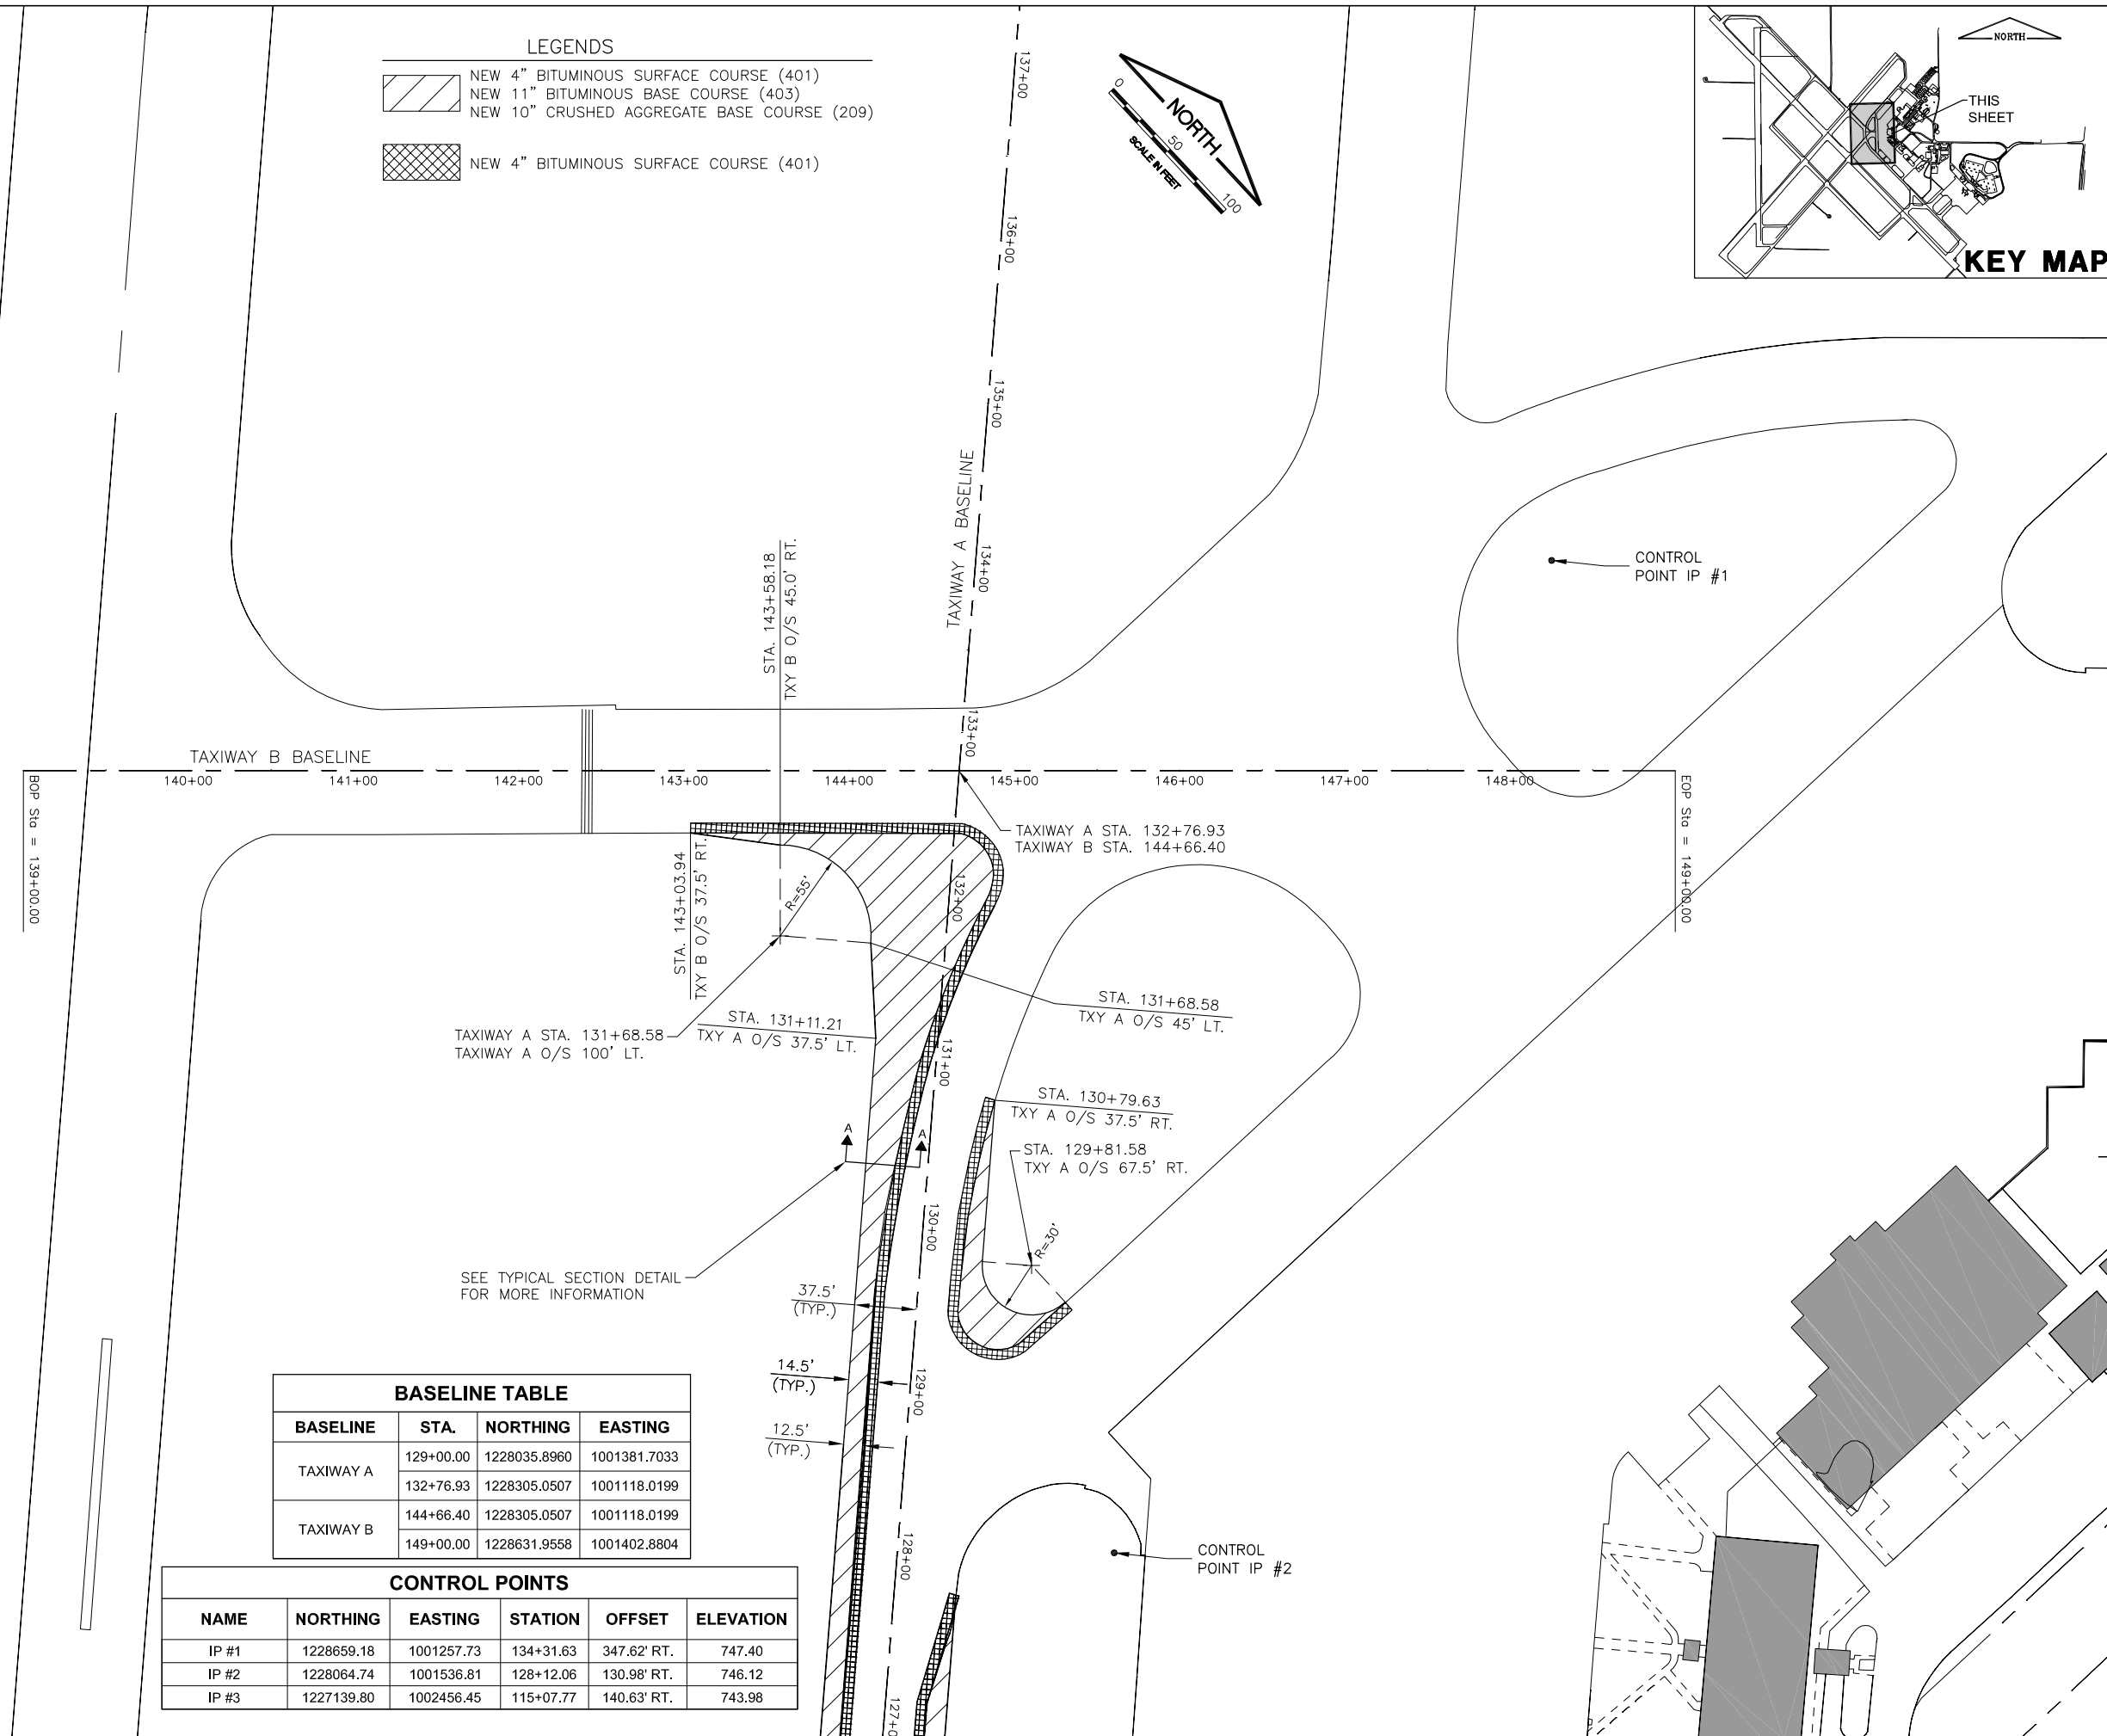 LEGENDS
NEW 4" BITUMINOUS SURFACE COURSE (401)
NEW 11" BITUMINOUS BASE COURSE (403)
NEW 10" CRUSHED AGGREGATE BASE COURSE (209)
NEW 4" BITUMINOUS SURFACE COURSE (401)
NORTH
0
50
100
SCALE IN FEET
NORTH
THIS
SHEET
KEY MAP
137+00
136+00
135+00
134+00
133+00
132+00
131+00
130+00
129+00
128+00
127+0
TAXIWAY A BASELINE
STA. 143+58.18
TXY B O/S 45.0' RT.
CONTROL
POINT IP #1
TAXIWAY B BASELINE
140+00
141+00
142+00
143+00
144+00
145+00
146+00
147+00
148+00
BOP Sta = 139+00.00
EOP Sta = 149+00.00
TAXIWAY A STA. 132+76.93
TAXIWAY B STA. 144+66.40
STA. 143+03.94
TXY B O/S 37.5' RT.
R=55'
TAXIWAY A STA. 131+68.58
TAXIWAY A O/S 100' LT.
STA. 131+11.21
TXY A O/S 37.5' LT.
STA. 131+68.58
TXY A O/S 45' LT.
STA. 130+79.63
TXY A O/S 37.5' RT.
STA. 129+81.58
TXY A O/S 67.5' RT.
R=30'
A
A
SEE TYPICAL SECTION DETAIL
FOR MORE INFORMATION
37.5'
(TYP.)
14.5'
(TYP.)
12.5'
(TYP.)
CONTROL
POINT IP #2
BASELINE TABLE
BASELINE STA. NORTHING EASTING
TAXIWAY A
129+00.00 1228035.8960 1001381.7033
132+76.93 1228305.0507 1001118.0199
TAXIWAY B
144+66.40 1228305.0507 1001118.0199
149+00.00 1228631.9558 1001402.8804
CONTROL POINTS
NAME NORTHING EASTING STATION OFFSET ELEVATION
IP #1 1228659.18 1001257.73 134+31.63 347.62' RT. 747.40
IP #2 1228064.74 1001536.81 128+12.06 130.98' RT. 746.12
IP #3 1227139.80 1002456.45 115+07.77 140.63' RT. 743.98